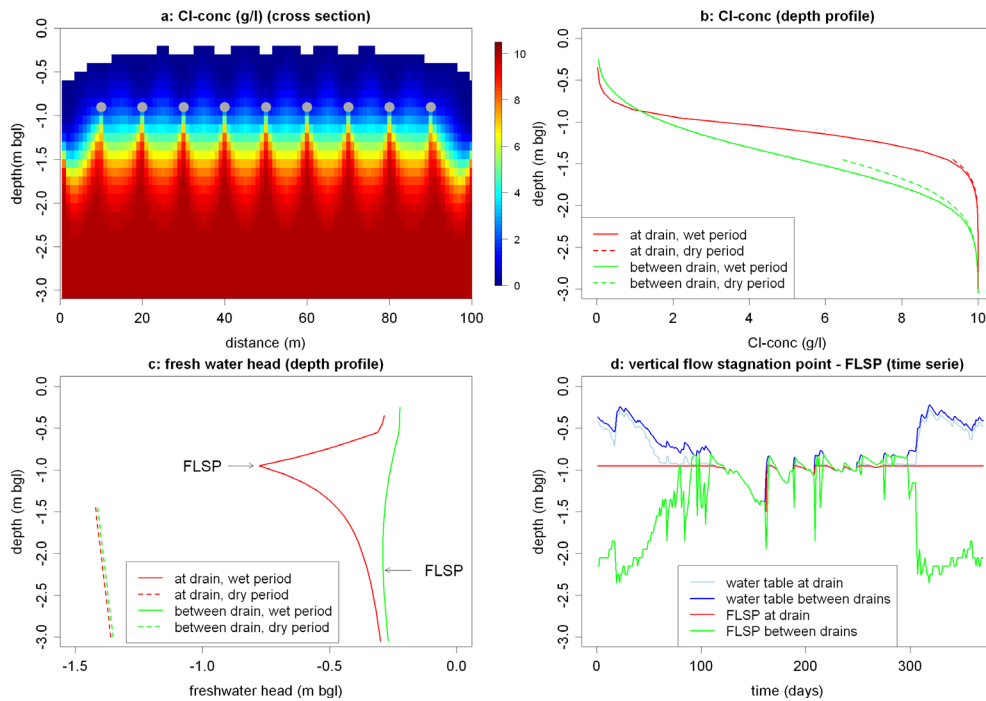 a: Cl-conc (g/l) (cross section)
depth(m bgl)
0.0
-0.5
-1.0
-1.5
-2.0
-2.5
-3.0
0 20 40 60 80 100
distance (m)
10
8
6
4
2
0
b: Cl-conc (depth profile)
depth (m bgl)
0.0
-0.5
-1.0
-1.5
-2.0
-2.5
-3.0
at drain, wet period
at drain, dry period
between drain, wet period
between drain, dry period
0 2 4 6 8 10
Cl-conc (g/l)
c: fresh water head (depth profile)
depth (m bgl)
0.0
-0.5
-1.0
-1.5
-2.0
-2.5
-3.0
FLSP
FLSP
at drain, wet period
at drain, dry period
between drain, wet period
between drain, dry period
-1.5 -1.0 -0.5 0.0
freshwater head (m bgl)
d: vertical flow stagnation point - FLSP (time serie)
depth (m bgl)
0.0
-0.5
-1.0
-1.5
-2.0
-2.5
-3.0
water table at drain
water table between drains
FLSP at drain
FLSP between drains
0 100 200 300
time (days)